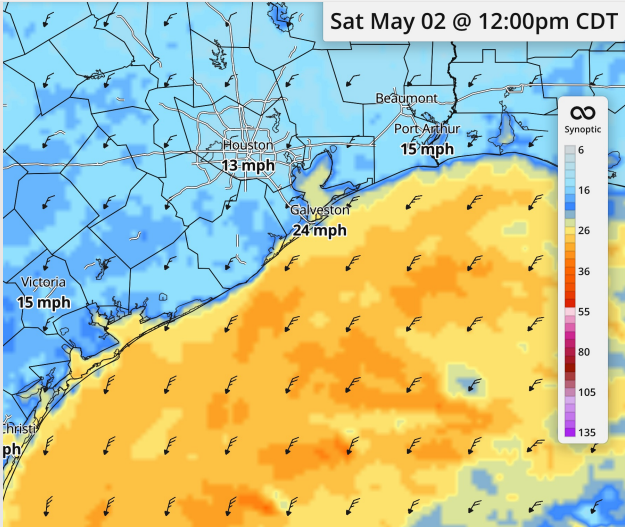 Sat May 02 @ 12:00pm CDT
Beaumont
Synoptic
Port Arthur
15 mph
Houston
13 mph
Galveston
24 mph
Victoria
15 mph
Christi
ph
6
16
26
36
55
80
105
135